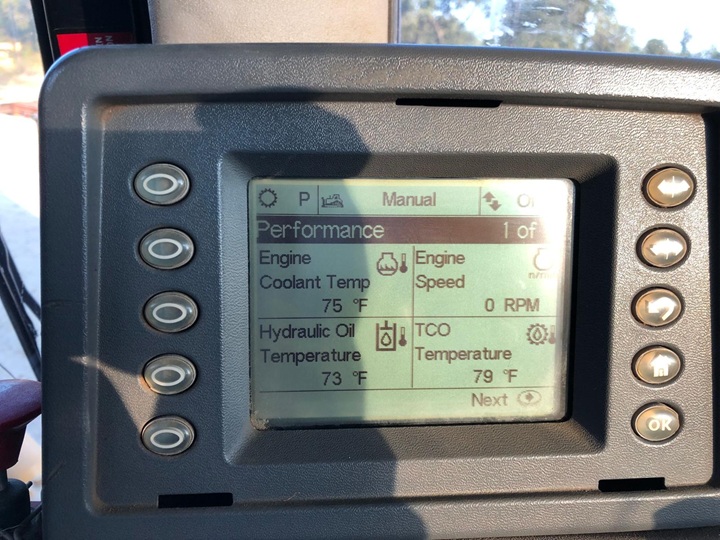 P Manual
Performance 1 of
Engine
Coolant Temp
75 °F
Engine
Speed
n/
0 RPM
Hydraulic Oil
Temperature
73 °F
TCO
Temperature
79 °F
Next
OK